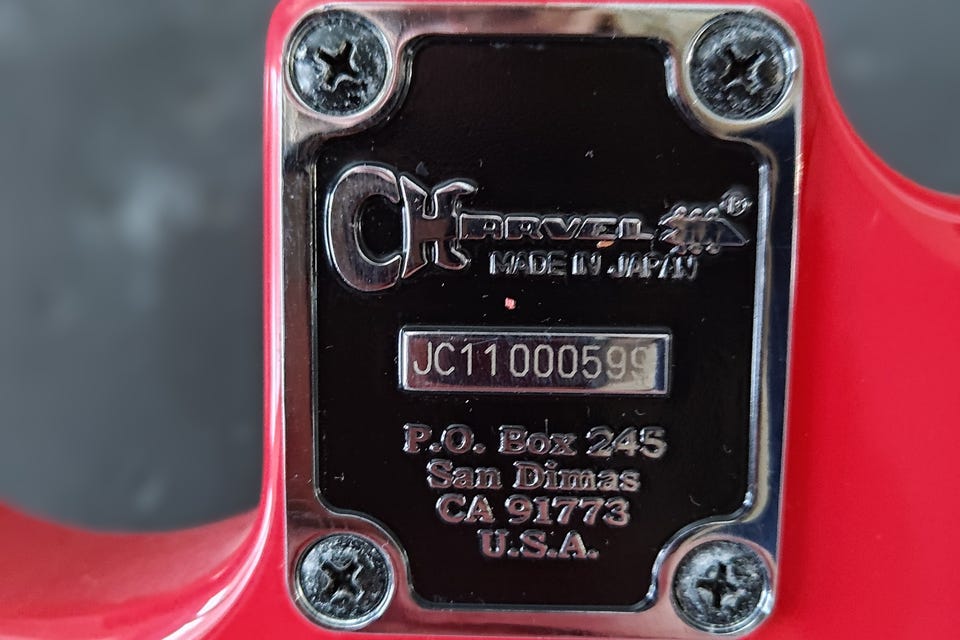 CHARVEL®
MADE IN JAPAN
JC11000599
P.O. Box 245
San Dimas
CA 91773
U.S.A.